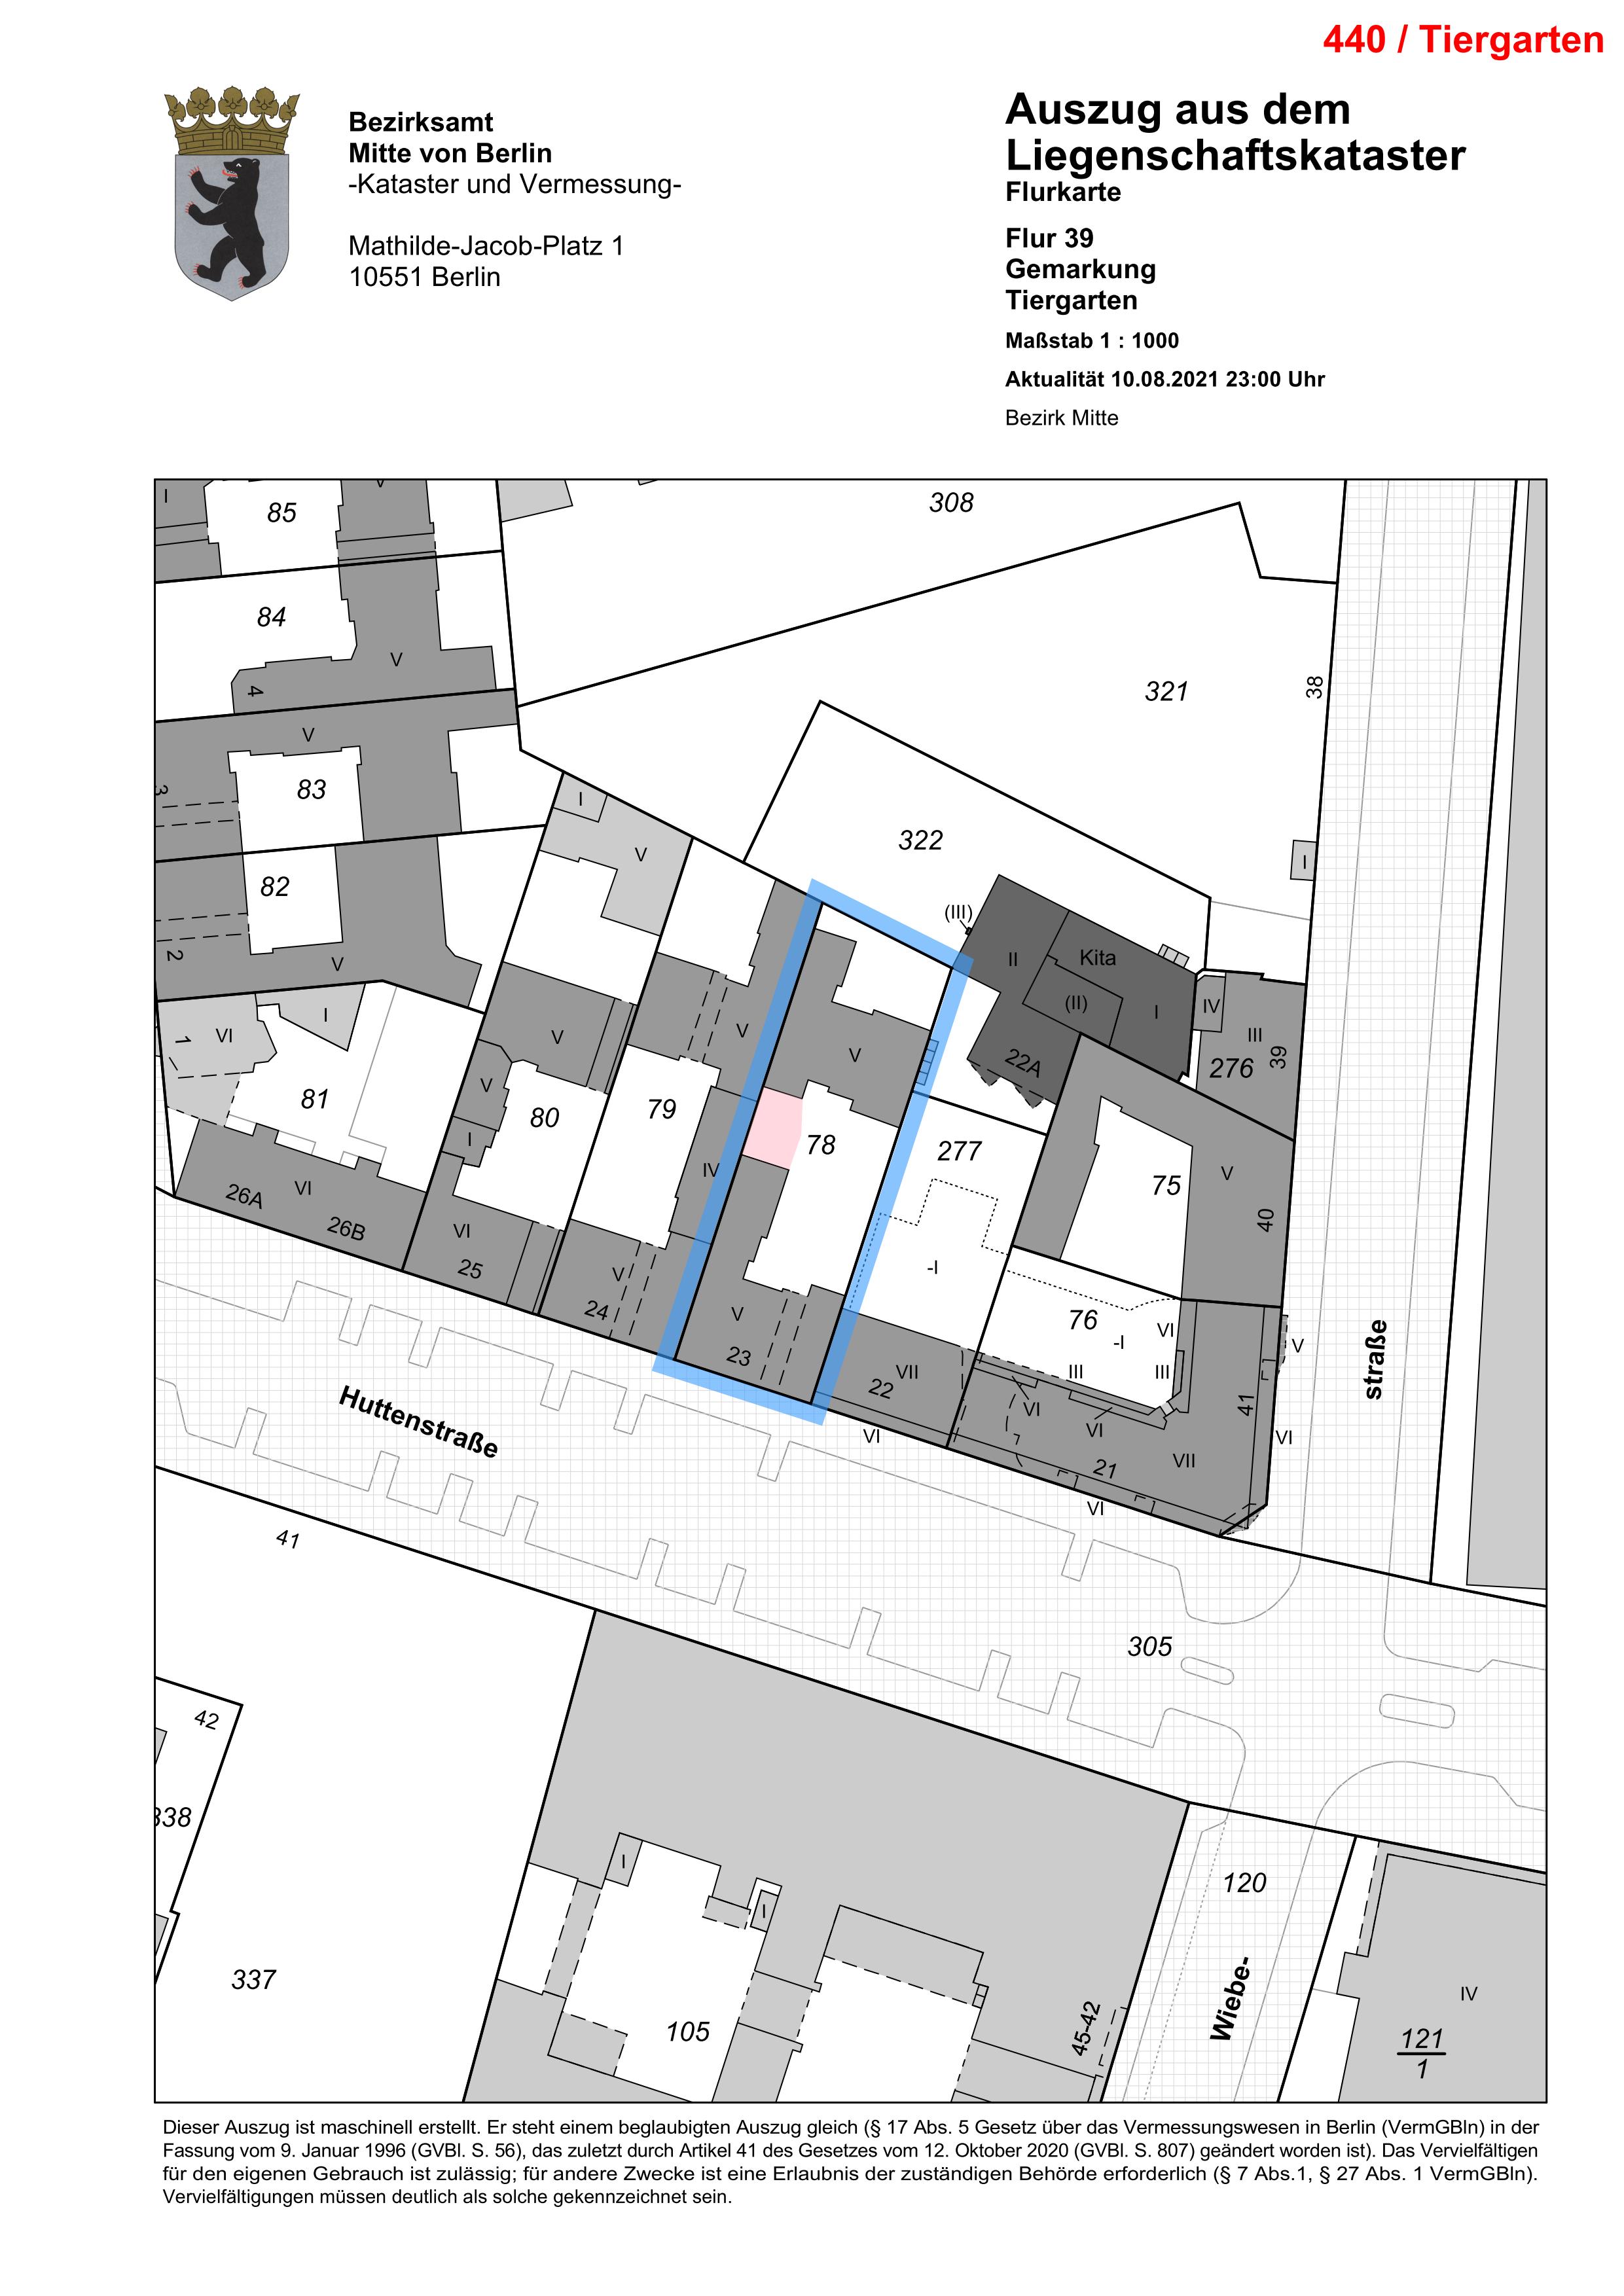 440 / Tiergarten
Bezirksamt
Mitte von Berlin
-Kataster und Vermessung-
Mathilde-Jacob-Platz 1
10551 Berlin
Auszug aus dem
Liegenschaftskataster
Flurkarte
Flur 39
Gemarkung
Tiergarten
Maßstab 1 : 1000
Aktualität 10.08.2021 23:00 Uhr
Bezirk Mitte
I
85
V
308
84
V
4
321
38
V
83
3
I
V
322
I
82
2
V
(III)
II
Kita
(II)
I
22A
IV
III
276
39
1
VI
I
81
V
V
I
80
79
V
IV
V
78
277
-I
75
V
40
26A
VI
26B
VI
25
V
24
V
23
VII
22
VI
76
-I
VI
III
III
VI
VI
VII
21
VI
41
V
VI
straße
Huttenstraße
41
305
42
338
337
I
I
105
45-42
120
Wiebe-
IV
121
1
Dieser Auszug ist maschinell erstellt. Er steht einem beglaubigten Auszug gleich (§ 17 Abs. 5 Gesetz über das Vermessungswesen in Berlin (VermGBln) in der
Fassung vom 9. Januar 1996 (GVBl. S. 56), das zuletzt durch Artikel 41 des Gesetzes vom 12. Oktober 2020 (GVBl. S. 807) geändert worden ist). Das Vervielfältigen
für den eigenen Gebrauch ist zulässig; für andere Zwecke ist eine Erlaubnis der zuständigen Behörde erforderlich (§ 7 Abs.1, § 27 Abs. 1 VermGBln).
Vervielfältigungen müssen deutlich als solche gekennzeichnet sein.